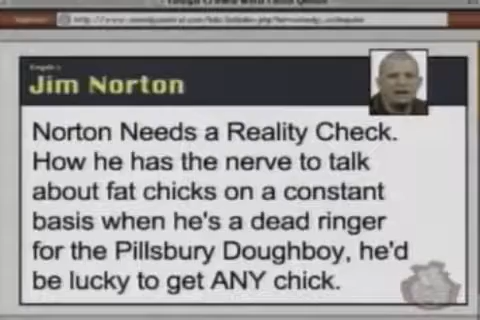 Jim Norton
Norton Needs a Reality Check.
How he has the nerve to talk
about fat chicks on a constant
basis when he's a dead ringer
for the Pillsbury Doughboy, he'd
be lucky to get ANY chick.